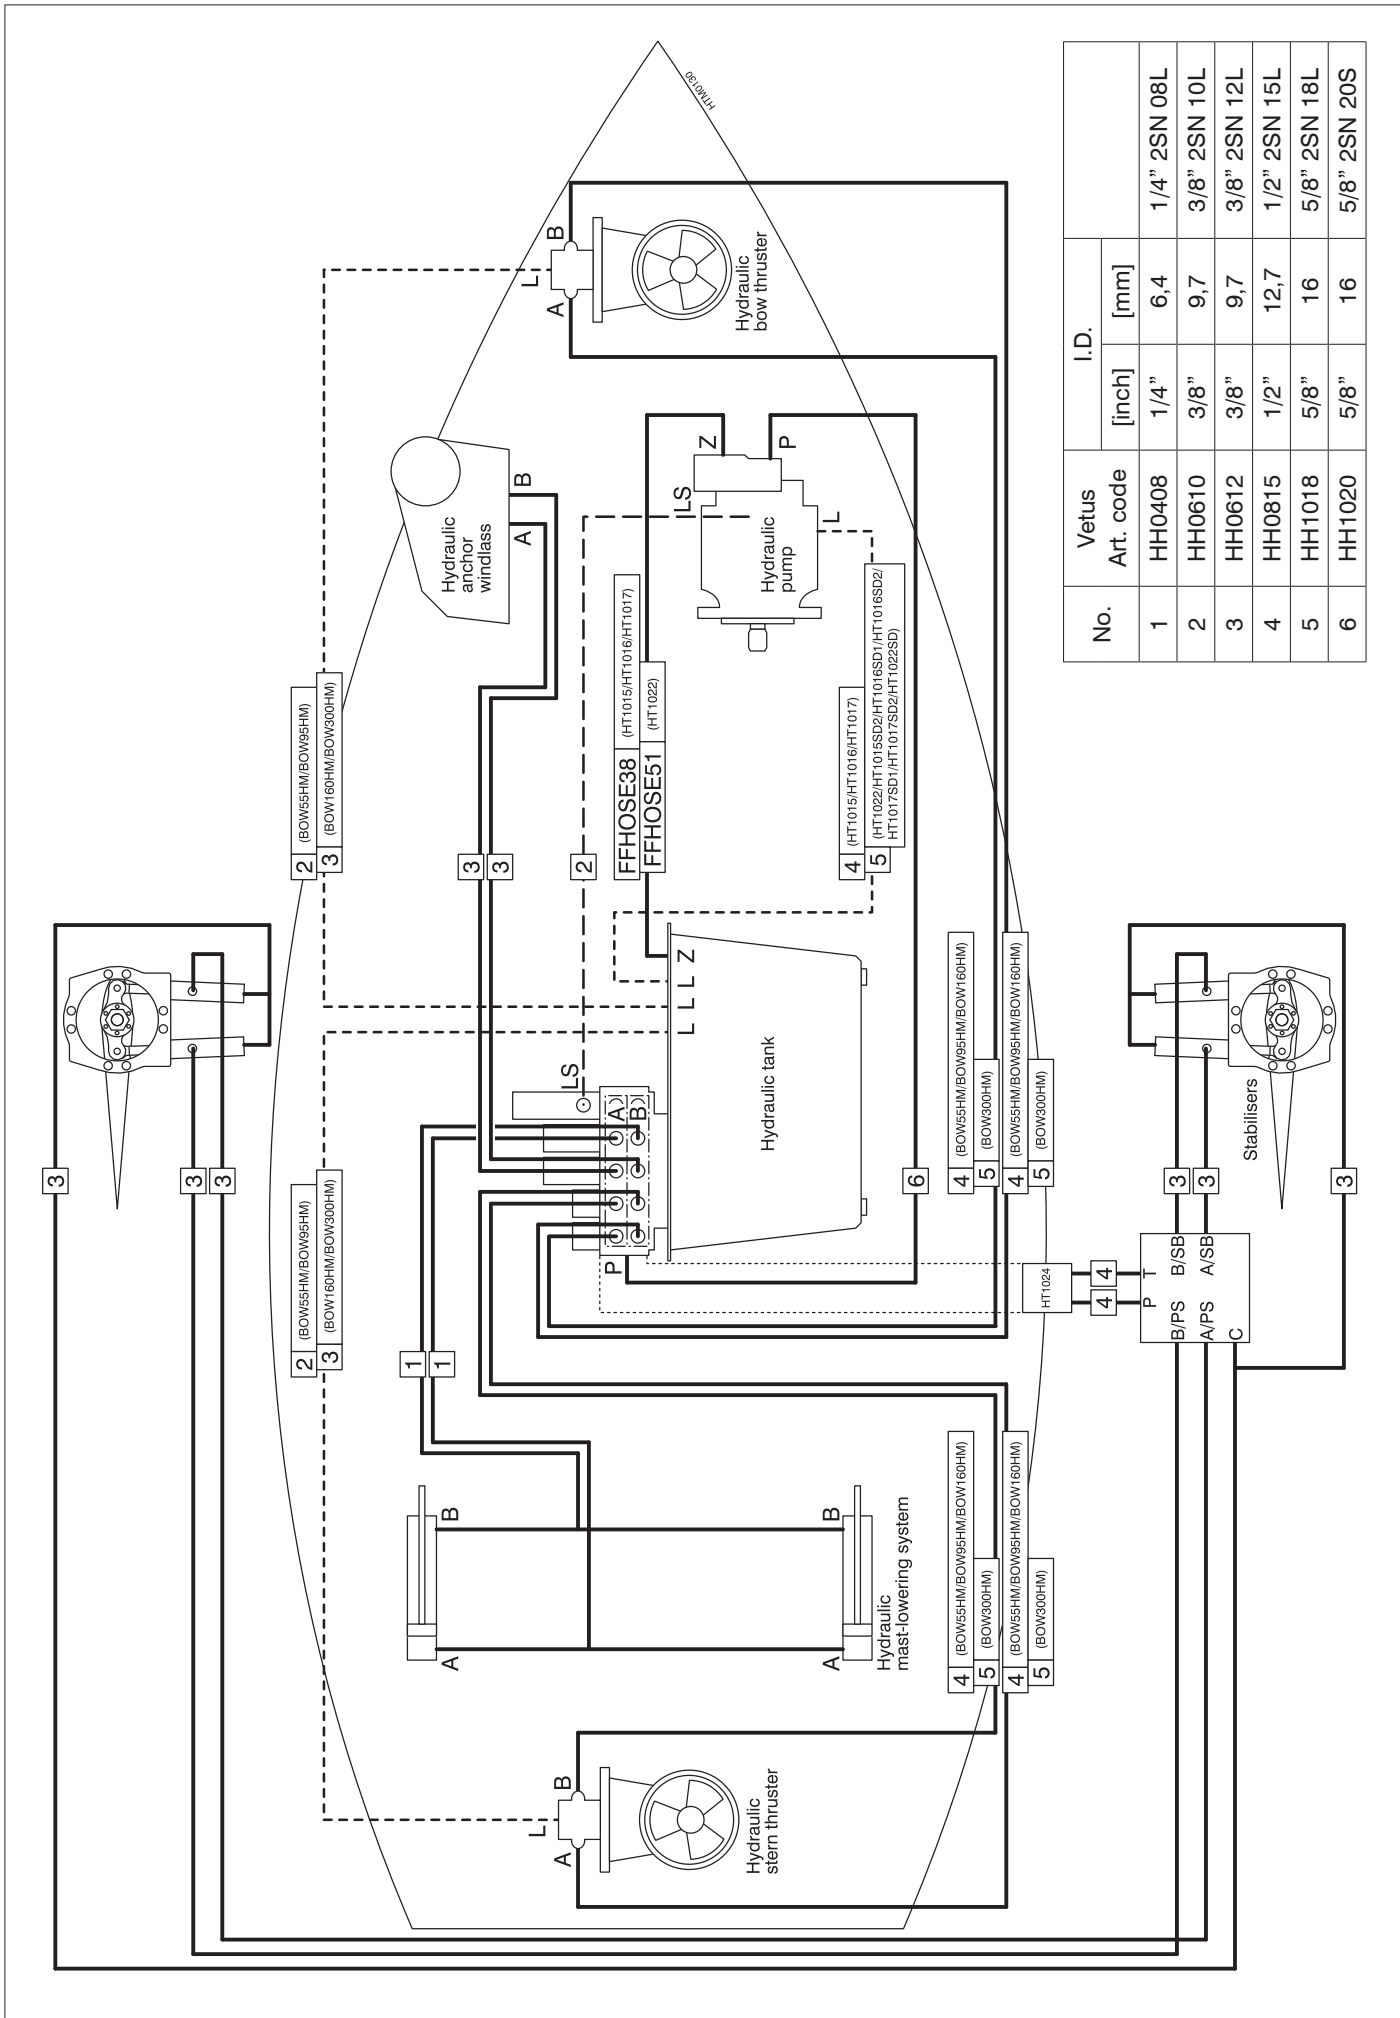 HTM0130
3
3
3
2 (BOW55HM/BOW95HM)
3 (BOW160HM/BOW300HM)
2 (BOW55HM/BOW95HM)
3 (BOW160HM/BOW300HM)
L
A
B
Hydraulic
stern thruster
A
B
A
B
Hydraulic
mast-lowering system
1
1
3
3
2
LS
A
B
P
L
L
L
Z
Hydraulic tank
FFHOSE38 (HT1015/HT1016/HT1017)
FFHOSE51 (HT1022)
Hydraulic
anchor
windlass
A
B
LS
Z
P
L
Hydraulic
pump
4 (HT1015/HT1016/HT1017)
5 (HT1022/HT1015SD2/HT1016SD1/HT1016SD2/
HT1017SD1/HT1017SD2/HT1022SD)
L
A
B
Hydraulic
bow thruster
6
4 (BOW55HM/BOW95HM/BOW160HM)
5 (BOW300HM)
4 (BOW55HM/BOW95HM/BOW160HM)
5 (BOW300HM)
4 (BOW55HM/BOW95HM/BOW160HM)
5 (BOW300HM)
4 (BOW55HM/BOW95HM/BOW160HM)
5 (BOW300HM)
HT1024
4
4
P
T
B/PS
B/SB
A/PS
A/SB
C
3
3
3
Stabilisers
No. Vetus Art. code I.D.
[inch] [mm]
1 HH0408 1/4” 6,4 1/4” 2SN 08L
2 HH0610 3/8” 9,7 3/8” 2SN 10L
3 HH0612 3/8” 9,7 3/8” 2SN 12L
4 HH0815 1/2” 12,7 1/2” 2SN 15L
5 HH1018 5/8” 16 5/8” 2SN 18L
6 HH1020 5/8” 16 5/8” 2SN 20S